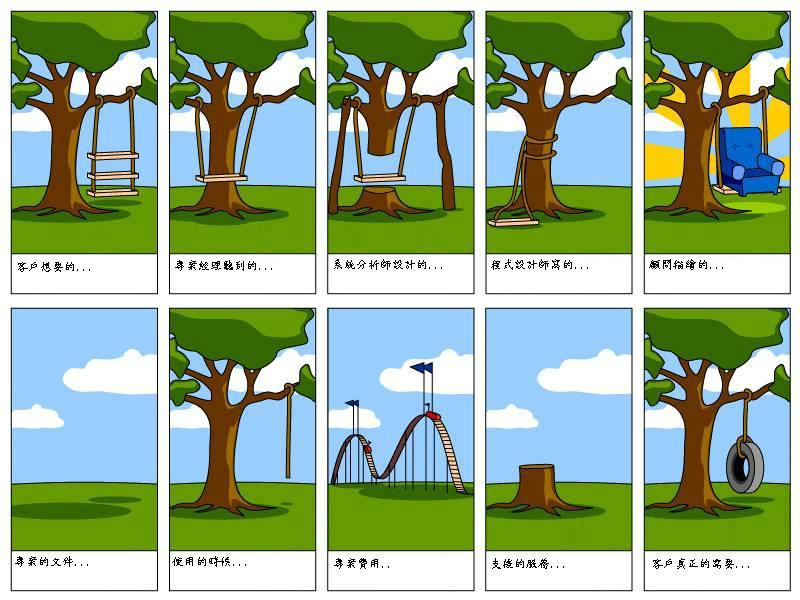 客戶想要的...
專案經理聽到的...
系統分析師設計的...
程式設計師寫的...
顧問描繪的...
專案的文件...
使用的時候...
專案費用..
支援的服務..
客戶真正的需要...